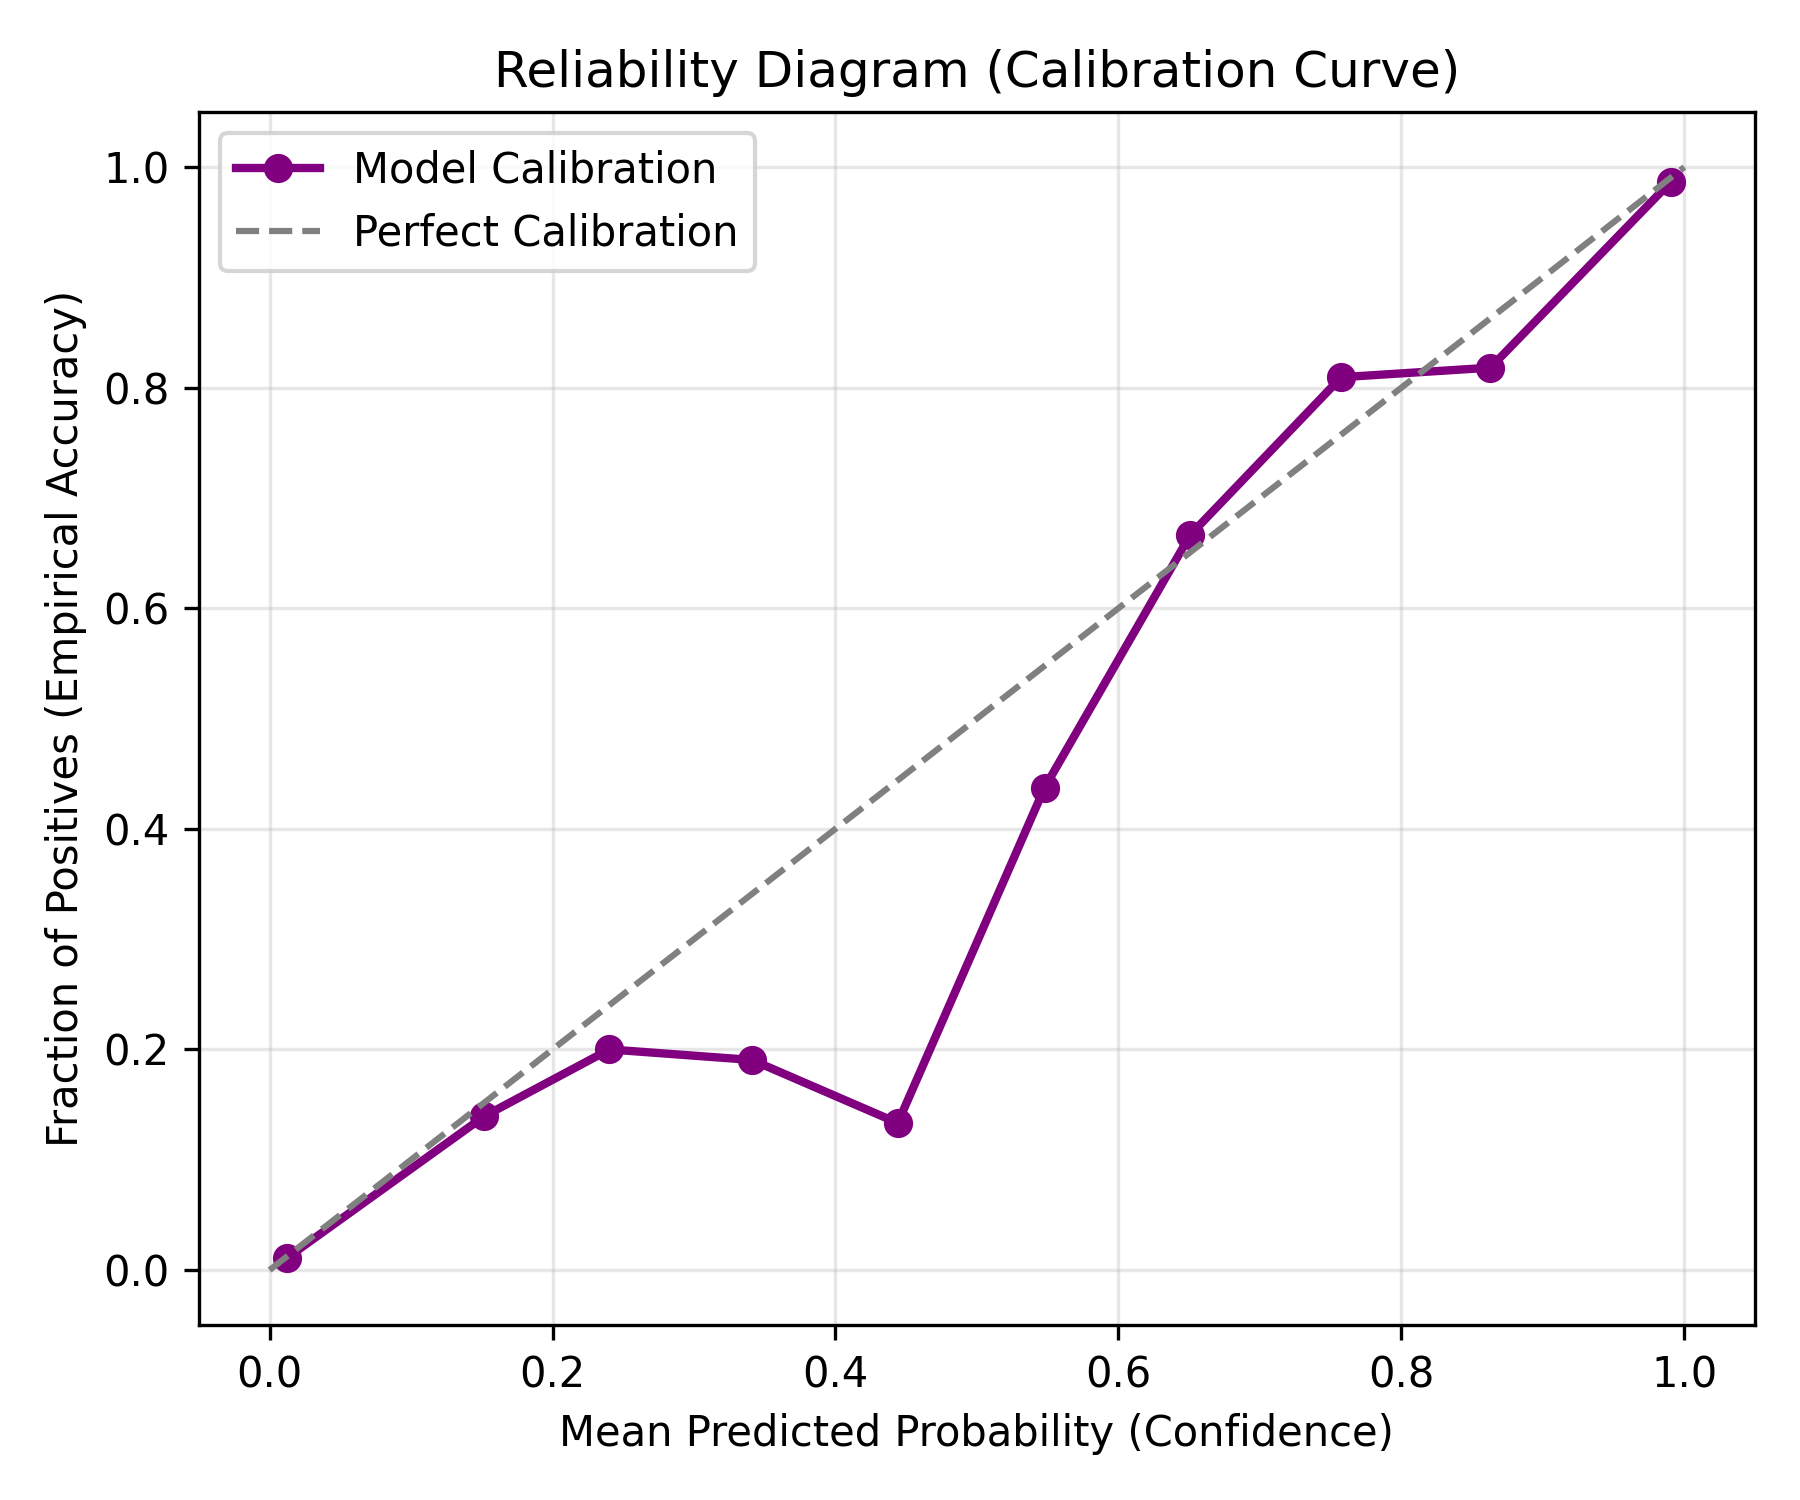 Reliability Diagram (Calibration Curve)
Model Calibration
Perfect Calibration
Fraction of Positives (Empirical Accuracy)
1.0
0.8
0.6
0.4
0.2
0.0
0.0 0.2 0.4 0.6 0.8 1.0
Mean Predicted Probability (Confidence)